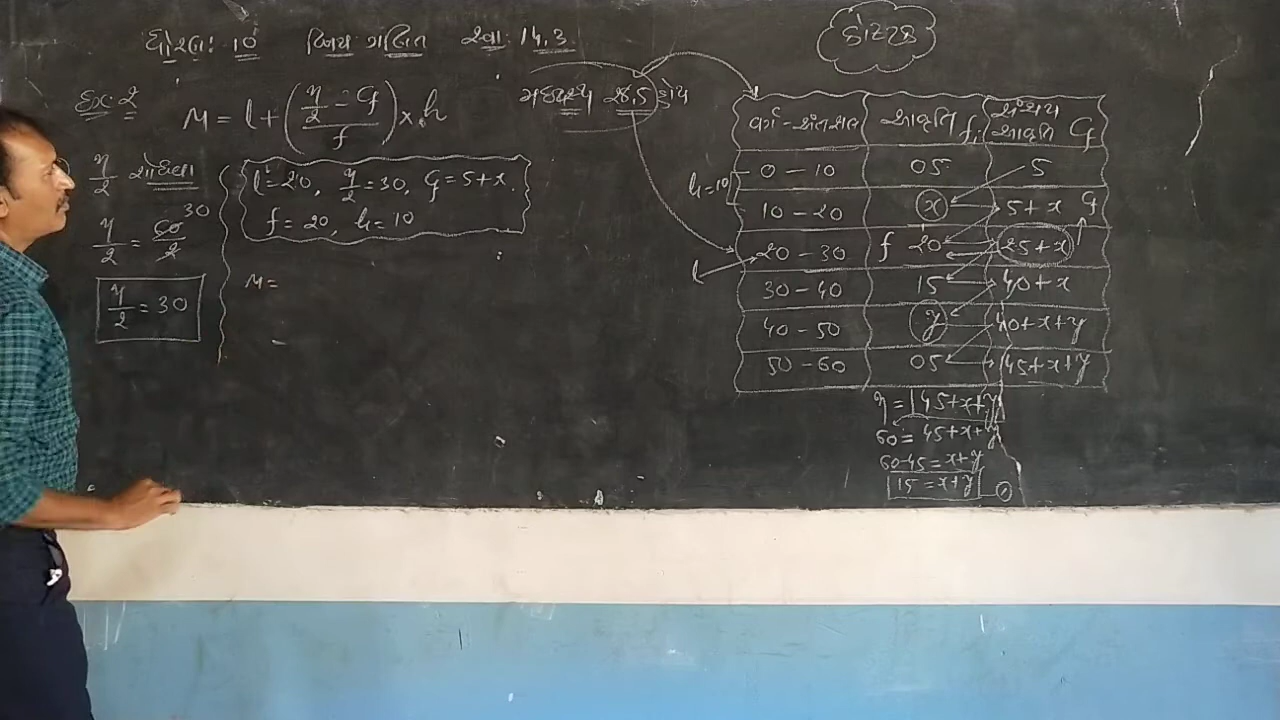 ધોરણ: 10 વિષય ગણિત સ્વા: 14.3
કોષ્ટક
Ex: 2
M = l + ( (n/2 - cf) / f ) × h
મધ્યસ્થ 28.5 હોય
n/2 શોધવા
n/2 = 60/2 30
n/2 = 30
l = 20, n/2 = 30, cf = 5 + x.
f = 20, h = 10
M =
વર્ગ-અંતરાલ આવૃત્તિ fi સંચય આવૃત્તિ cf
0 - 10 05 5
h = 10
10 - 20 x 5 + x cf
l 20 - 30 f 20 25 + x
30 - 40 15 40 + x
40 - 50 y 40 + x + y
50 - 60 05 45 + x + y
n = 45 + x + y
60 = 45 + x + y
60 - 45 = x + y
15 = x + y